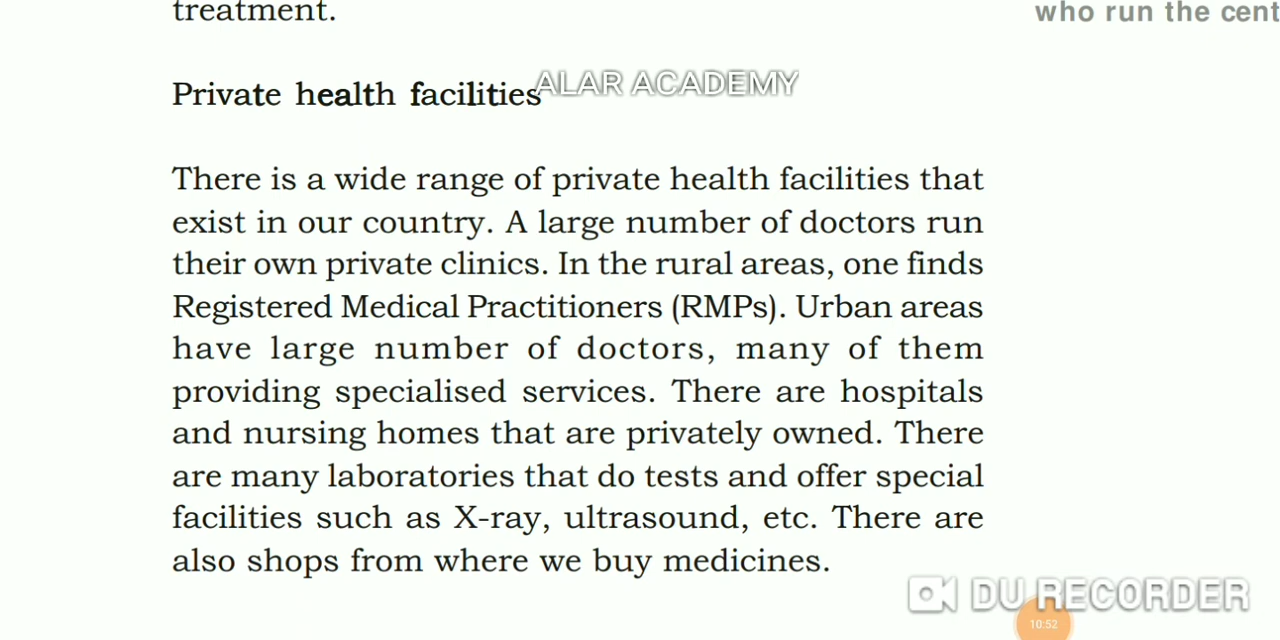 treatment.
who run the cent
Private health facilities
ALAR ACADEMY
There is a wide range of private health facilities that
exist in our country. A large number of doctors run
their own private clinics. In the rural areas, one finds
Registered Medical Practitioners (RMPs). Urban areas
have large number of doctors, many of them
providing specialised services. There are hospitals
and nursing homes that are privately owned. There
are many laboratories that do tests and offer special
facilities such as X-ray, ultrasound, etc. There are
also shops from where we buy medicines.
DU RECORDER
10:52